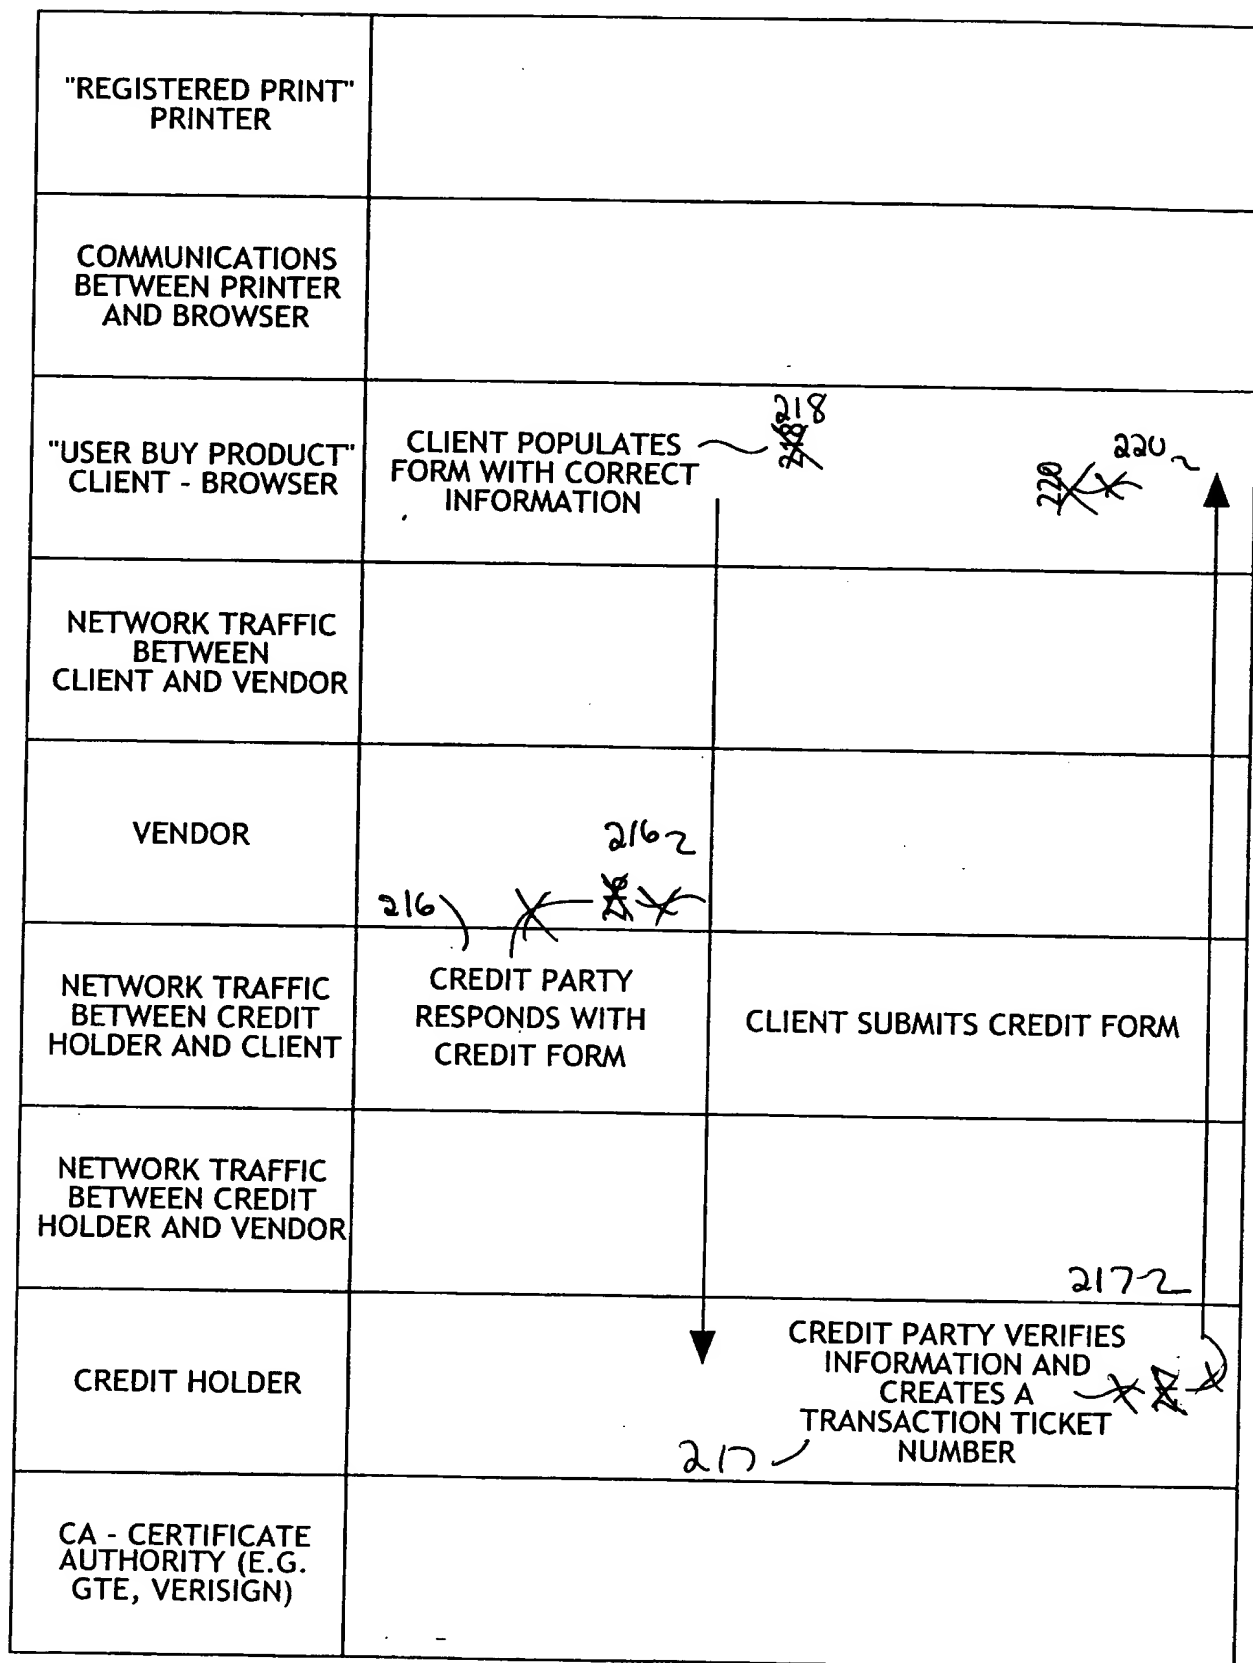 "REGISTERED PRINT"
PRINTER
COMMUNICATIONS
BETWEEN PRINTER
AND BROWSER
"USER BUY PRODUCT"
CLIENT - BROWSER
CLIENT POPULATES
FORM WITH CORRECT
INFORMATION
218
218
220
220
NETWORK TRAFFIC
BETWEEN
CLIENT AND VENDOR
VENDOR
216
216
NETWORK TRAFFIC
BETWEEN CREDIT
HOLDER AND CLIENT
CREDIT PARTY
RESPONDS WITH
CREDIT FORM
CLIENT SUBMITS CREDIT FORM
NETWORK TRAFFIC
BETWEEN CREDIT
HOLDER AND VENDOR
217
CREDIT HOLDER
CREDIT PARTY VERIFIES
INFORMATION AND
CREATES A
TRANSACTION TICKET
NUMBER
217
CA - CERTIFICATE
AUTHORITY (E.G.
GTE, VERISIGN)